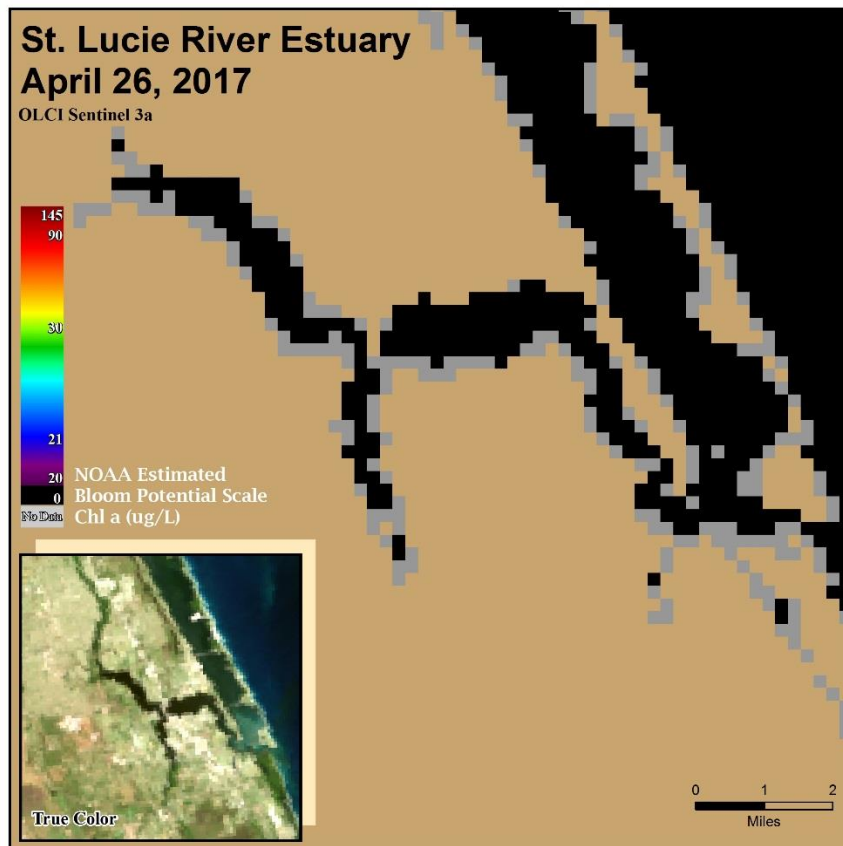 St. Lucie River Estuary
April 26, 2017
OLCI Sentinel 3a
145
90
30
21
20
0
No Data
NOAA Estimated
Bloom Potential Scale
Chl a (ug/L)
True Color
0 1 2
Miles